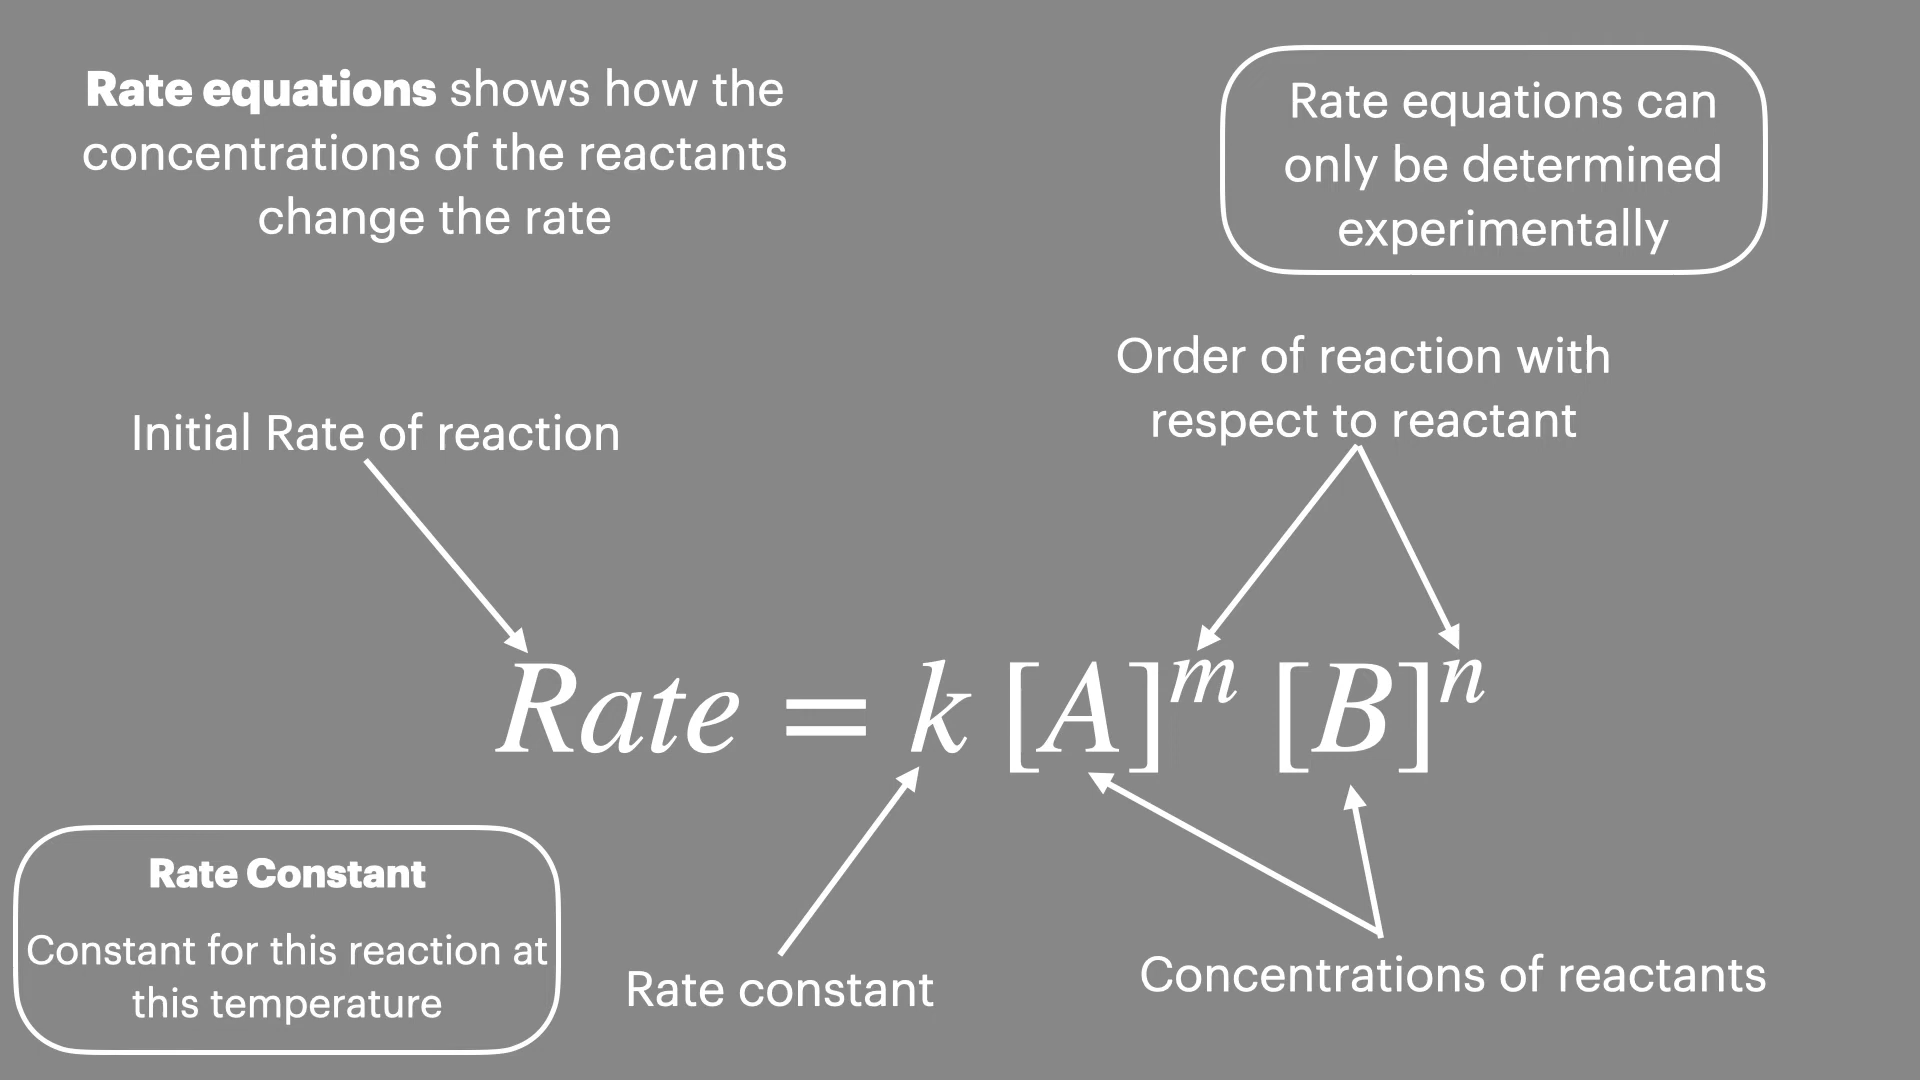 Rate equations shows how the
concentrations of the reactants
change the rate
Rate equations can
only be determined
experimentally
Order of reaction with
respect to reactant
Initial Rate of reaction
Rate = k [A]^m [B]^n
Rate Constant
Constant for this reaction at
this temperature
Rate constant
Concentrations of reactants